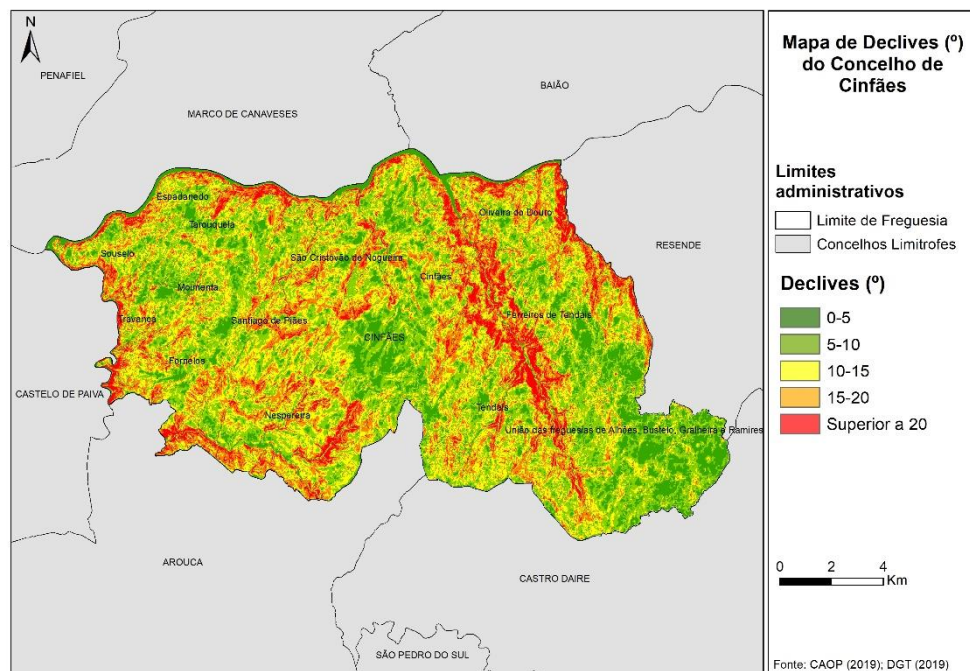 N
PENAFIEL
BAIÃO
MARCO DE CANAVESES
Espadanedo
Tarouquela
Oliveira do Douro
Souselo
São Cristóvão de Nogueira
RESENDE
Cinfães
Moimenta
Travanca
Santiago de Piães
Ferreiros de Tendais
CINFÃES
Fornelos
CASTELO DE PAIVA
Nespereira
Tendais
União das freguesias de Alhões, Bustelo, Gralheira e Ramires
AROUCA
CASTRO DAIRE
SÃO PEDRO DO SUL
Mapa de Declives (º)
do Concelho de
Cinfães
Limites
administrativos
Limite de Freguesia
Concelhos Limitrofes
Declives (º)
0-5
5-10
10-15
15-20
Superior a 20
0 2 4
Km
Fonte: CAOP (2019); DGT (2019)